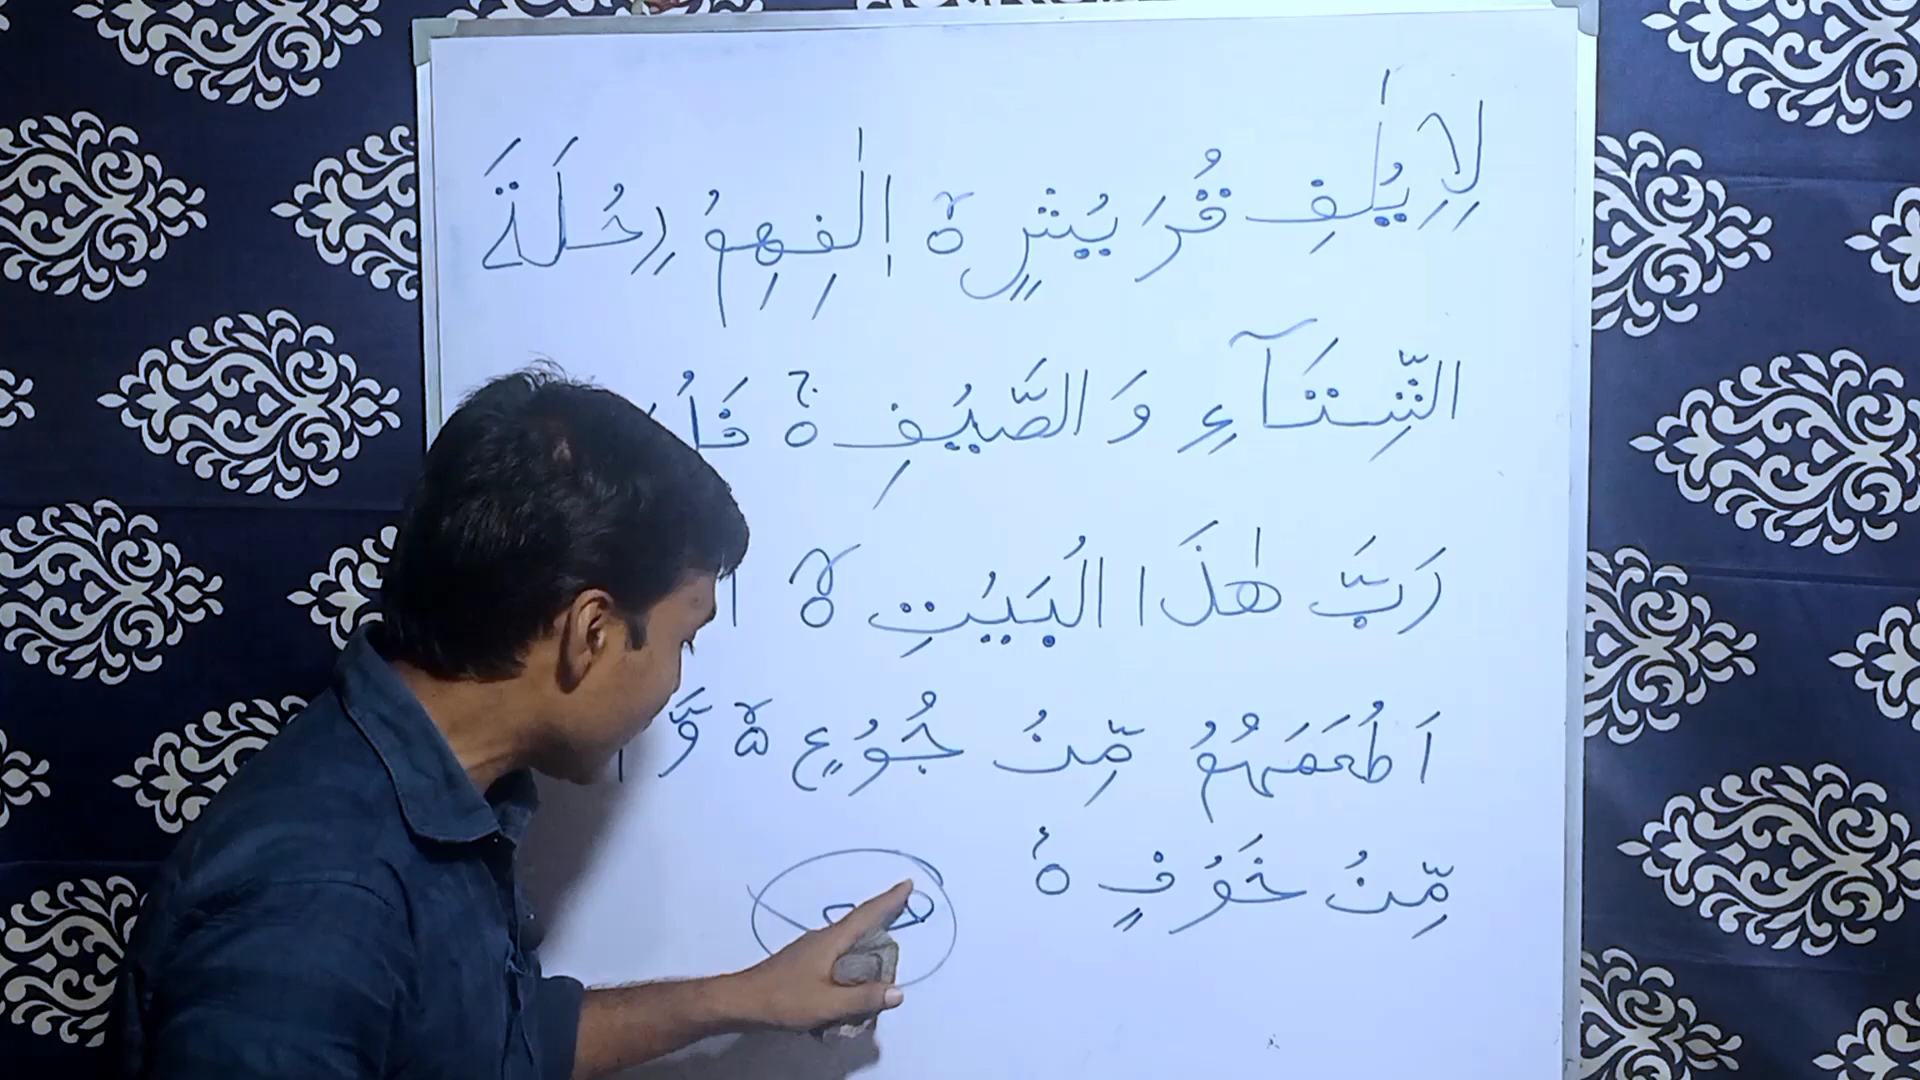 لِاِيْلٰفِ قُرَيْشٍ ۙ اٖلٰفِهِمْ رِحْلَةَ
الشِّتَآءِ وَ الصَّيْفِ ۚ
رَبَّ هٰذَا الْبَيْتِ ۙ
اَطْعَمَهُمْ مِّنْ جُوْعٍ ۙ وَّ
مِّنْ خَوْفٍ ۠